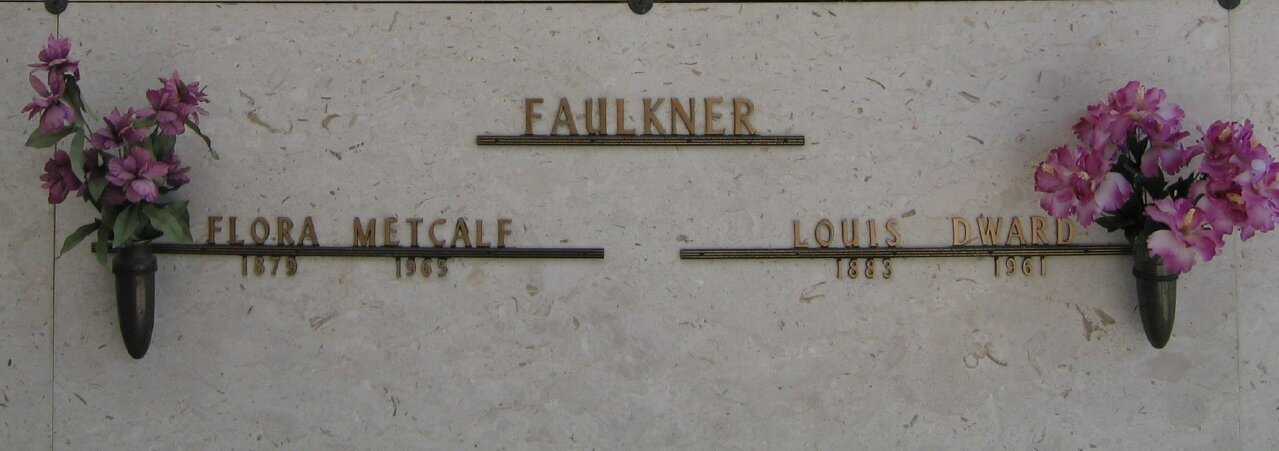 FAULKNER
FLORA METCALF
1879 1965
LOUIS DWARD
1883 1961